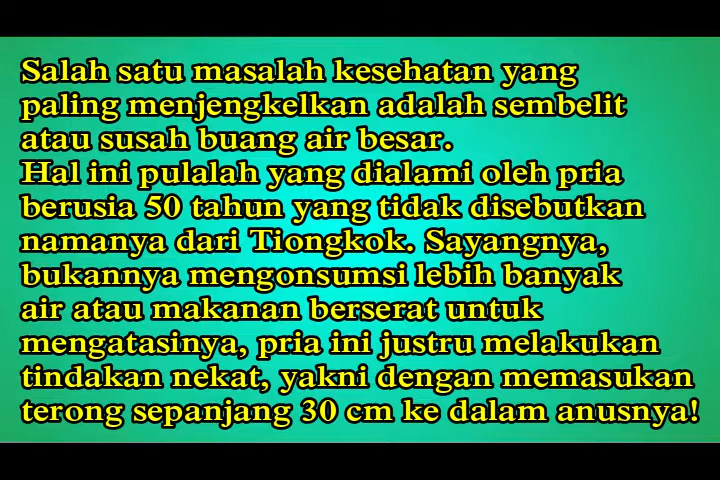 Salah satu masalah kesehatan yang
paling menjengkelkan adalah sembelit
atau susah buang air besar.
Hal ini pulalah yang dialami oleh pria
berusia 50 tahun yang tidak disebutkan
namanya dari Tiongkok. Sayangnya,
bukannya mengonsumsi lebih banyak
air atau makanan berserat untuk
mengatasinya, pria ini justru melakukan
tindakan nekat, yakni dengan memasukan
terong sepanjang 30 cm ke dalam anusnya!